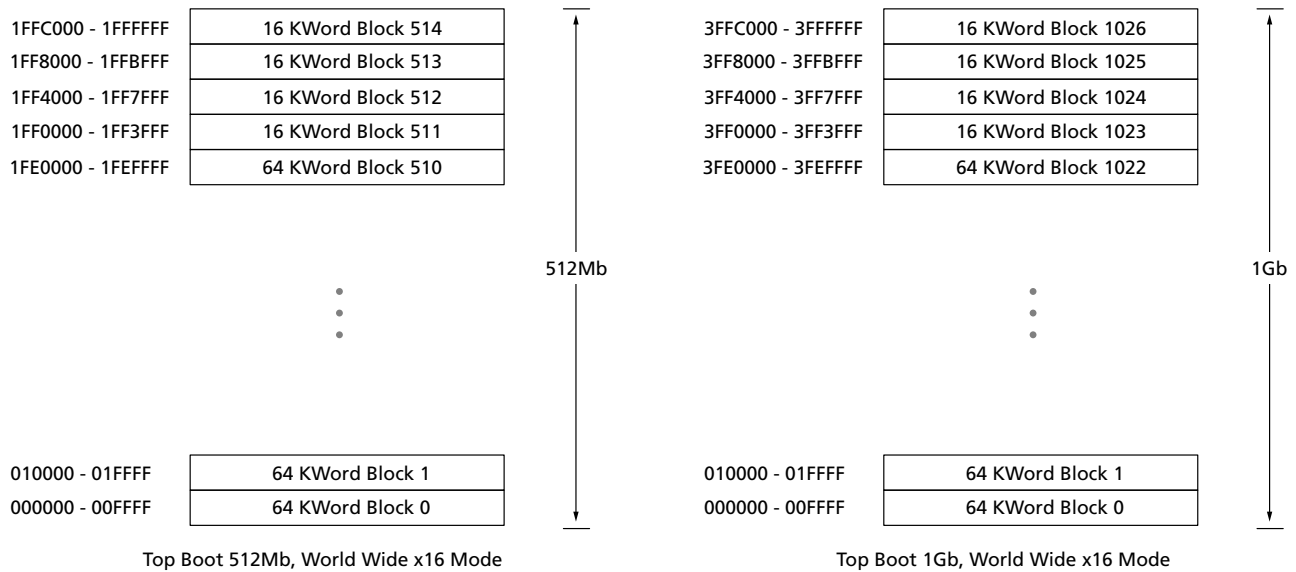 1FFC000 - 1FFFFFF 16 KWord Block 514
1FF8000 - 1FFBFFF 16 KWord Block 513
1FF4000 - 1FF7FFF 16 KWord Block 512
1FF0000 - 1FF3FFF 16 KWord Block 511
1FE0000 - 1FEFFFF 64 KWord Block 510
512Mb
010000 - 01FFFF 64 KWord Block 1
000000 - 00FFFF 64 KWord Block 0
Top Boot 512Mb, World Wide x16 Mode
3FFC000 - 3FFFFFF 16 KWord Block 1026
3FF8000 - 3FFBFFF 16 KWord Block 1025
3FF4000 - 3FF7FFF 16 KWord Block 1024
3FF0000 - 3FF3FFF 16 KWord Block 1023
3FE0000 - 3FEFFFF 64 KWord Block 1022
1Gb
010000 - 01FFFF 64 KWord Block 1
000000 - 00FFFF 64 KWord Block 0
Top Boot 1Gb, World Wide x16 Mode